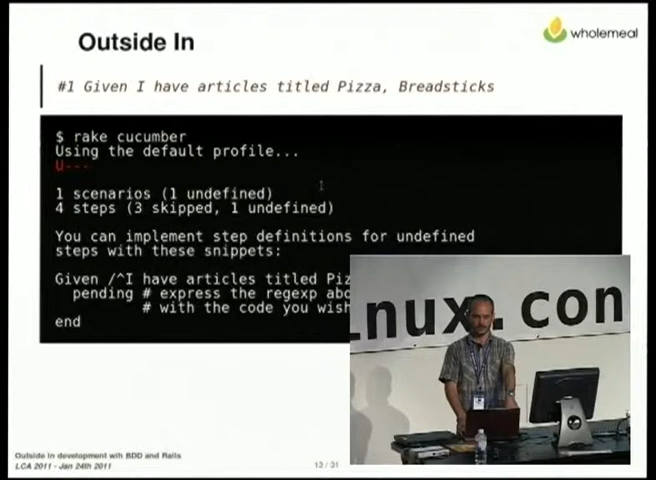 Outside In
wholemeal
#1 Given I have articles titled Pizza, Breadsticks
$ rake cucumber
Using the default profile...
U---
1 scenarios (1 undefined)
4 steps (3 skipped, 1 undefined)
You can implement step definitions for undefined
steps with these snippets:
Given /^I have articles titled Piz
pending # express the regexp abo
# with the code you wish
end
inux.con
Outside in development with BDD and Rails
LCA 2011 - Jan 24th 2011
13 / 31